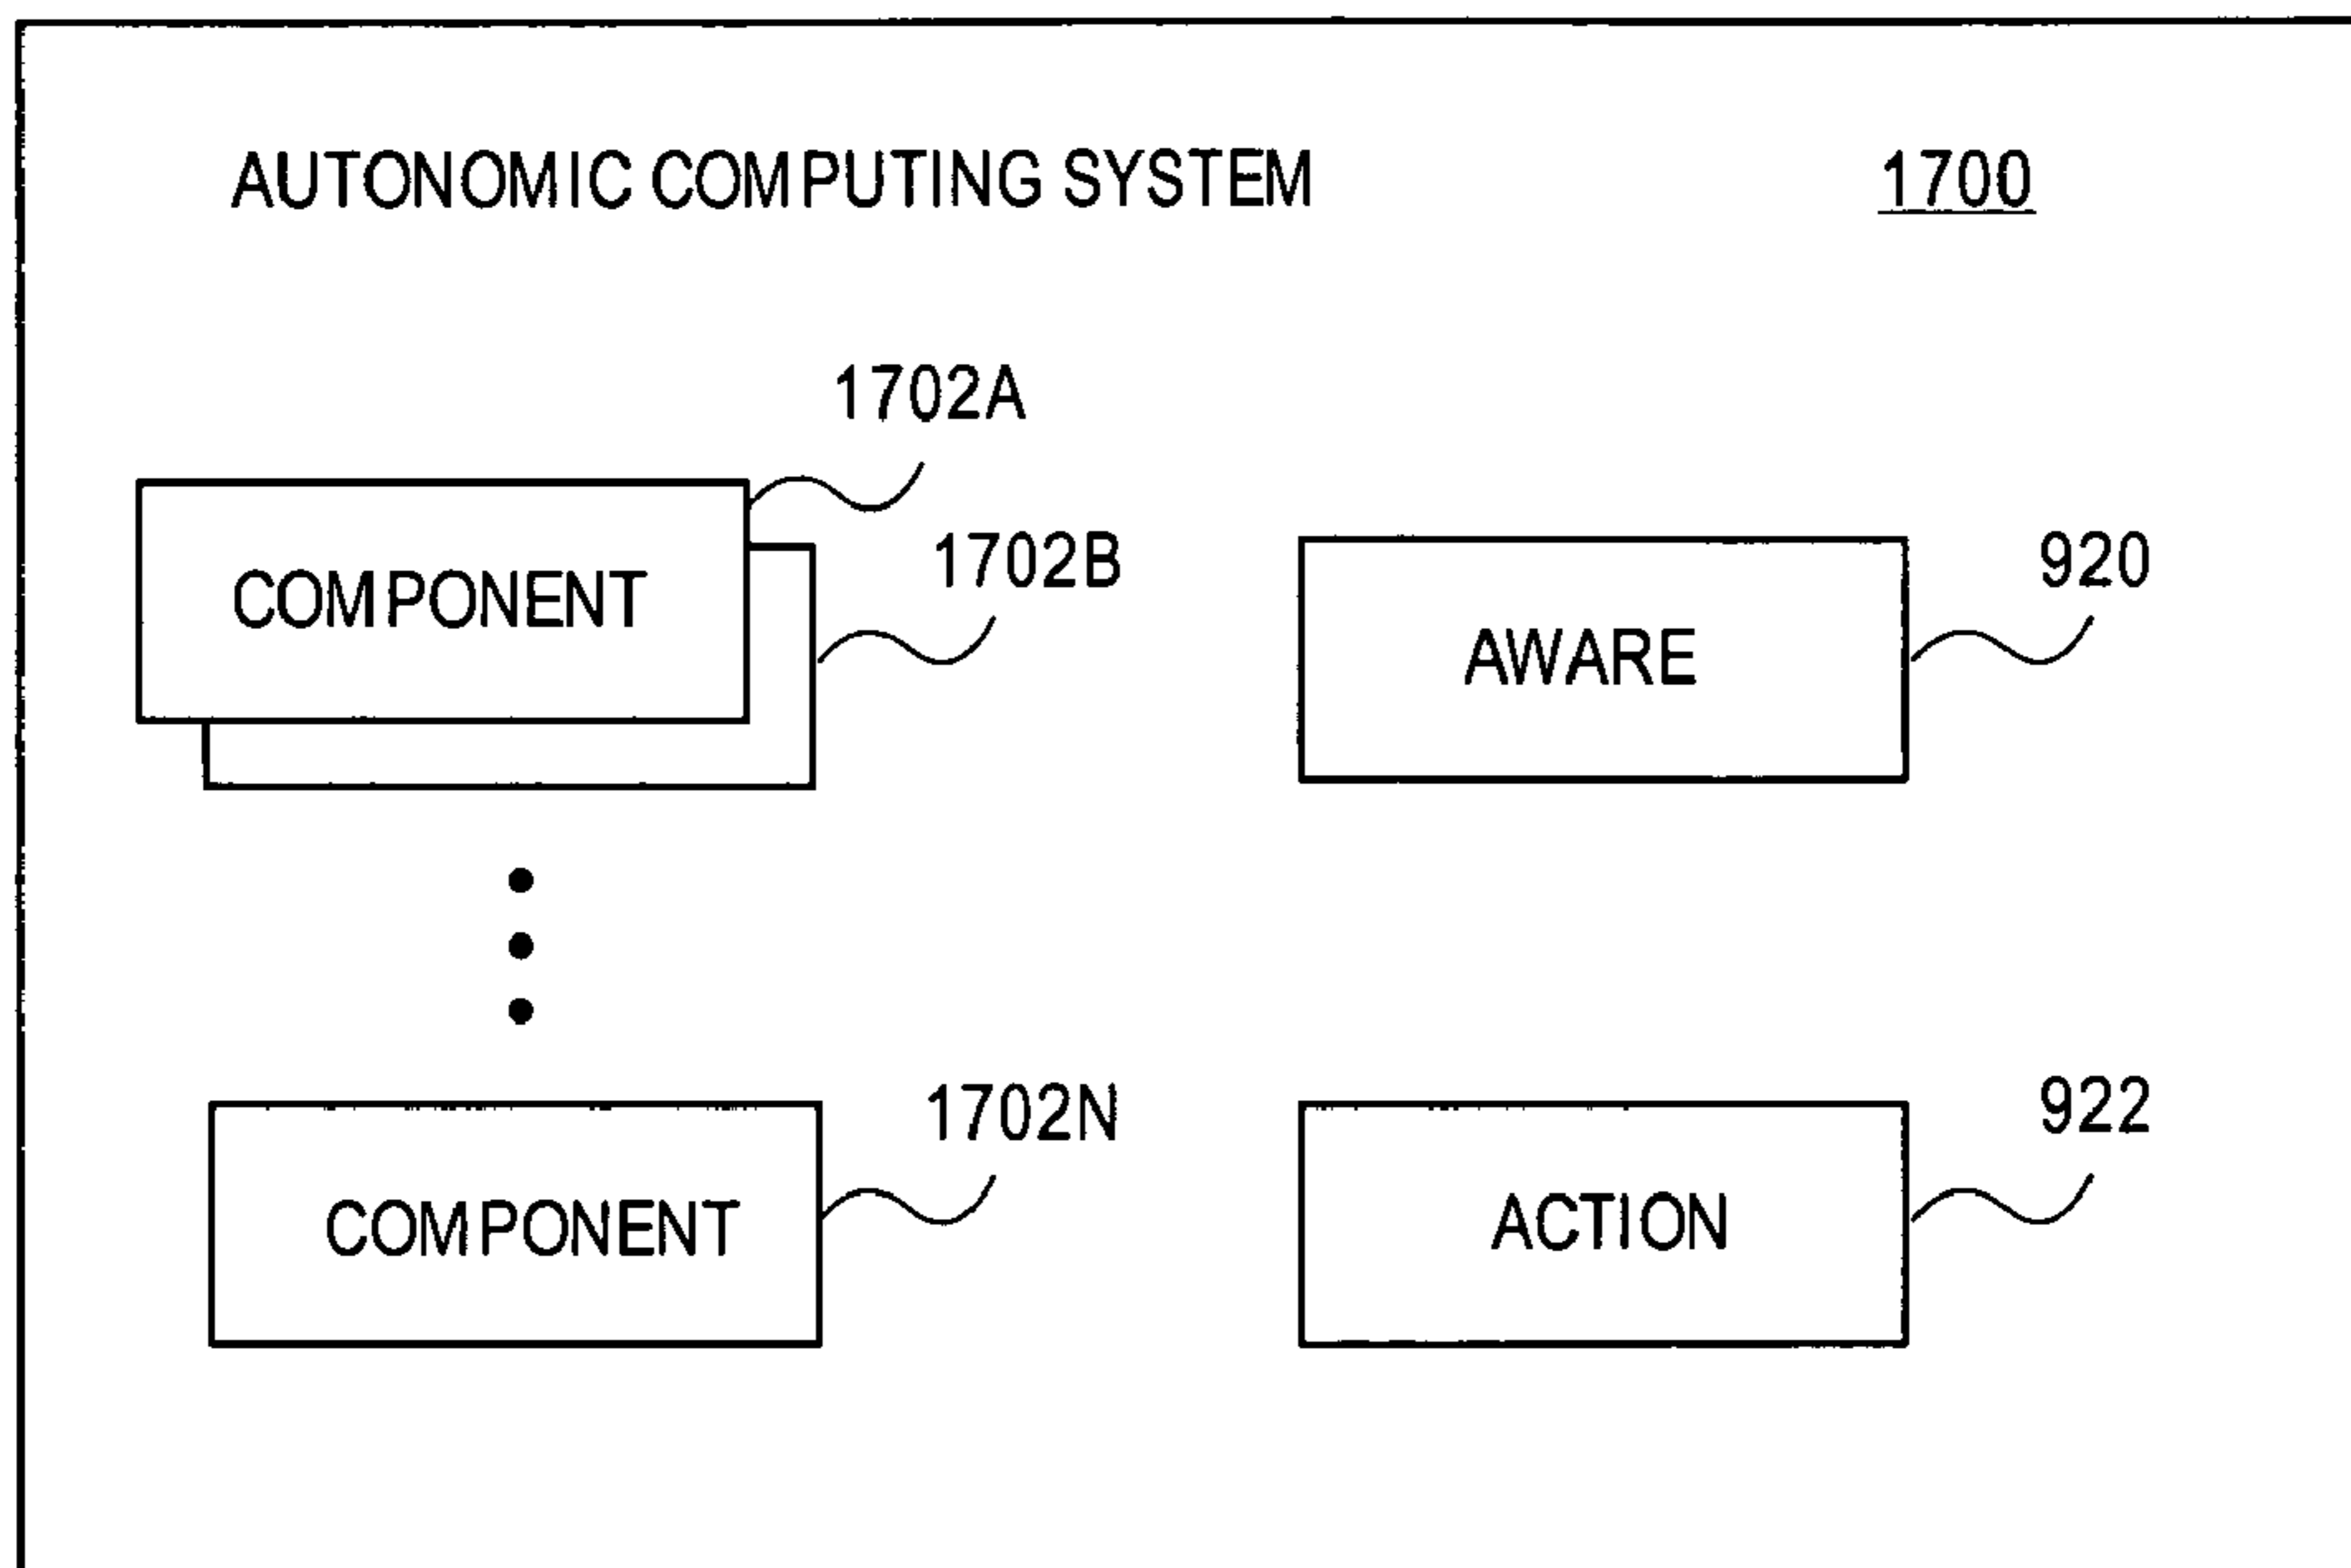 AUTONOMIC COMPUTING SYSTEM 1700
1702A
COMPONENT
1702B
AWARE
920
1702N
COMPONENT
922
ACTION